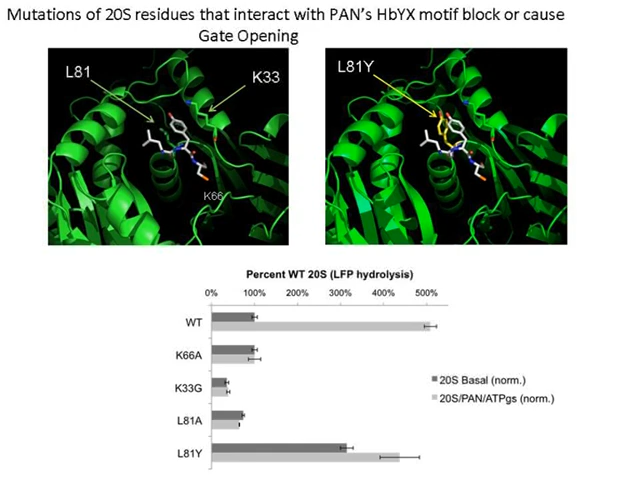 Mutations of 20S residues that interact with PAN's HbYX motif block or cause
Gate Opening
L81
K33
K66
L81Y
Percent WT 20S (LFP hydrolysis)
0% 100% 200% 300% 400% 500%
WT
K66A
K33G
L81A
L81Y
20S Basal (norm.)
20S/PAN/ATPgs (norm.)